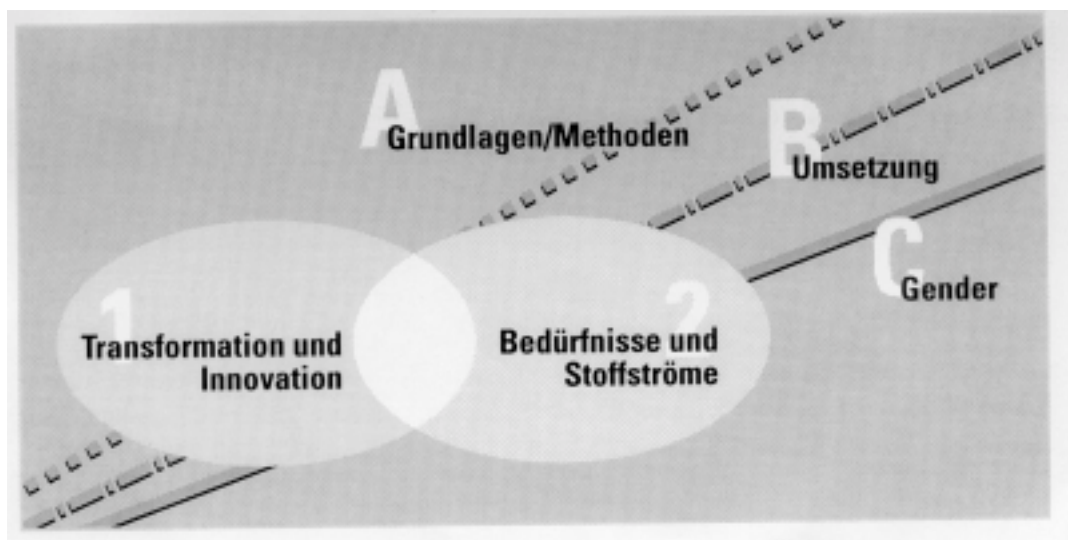 A
Grundlagen/Methoden
B
Umsetzung
C
Gender
1
Transformation und
Innovation
2
Bedürfnisse und
Stoffströme